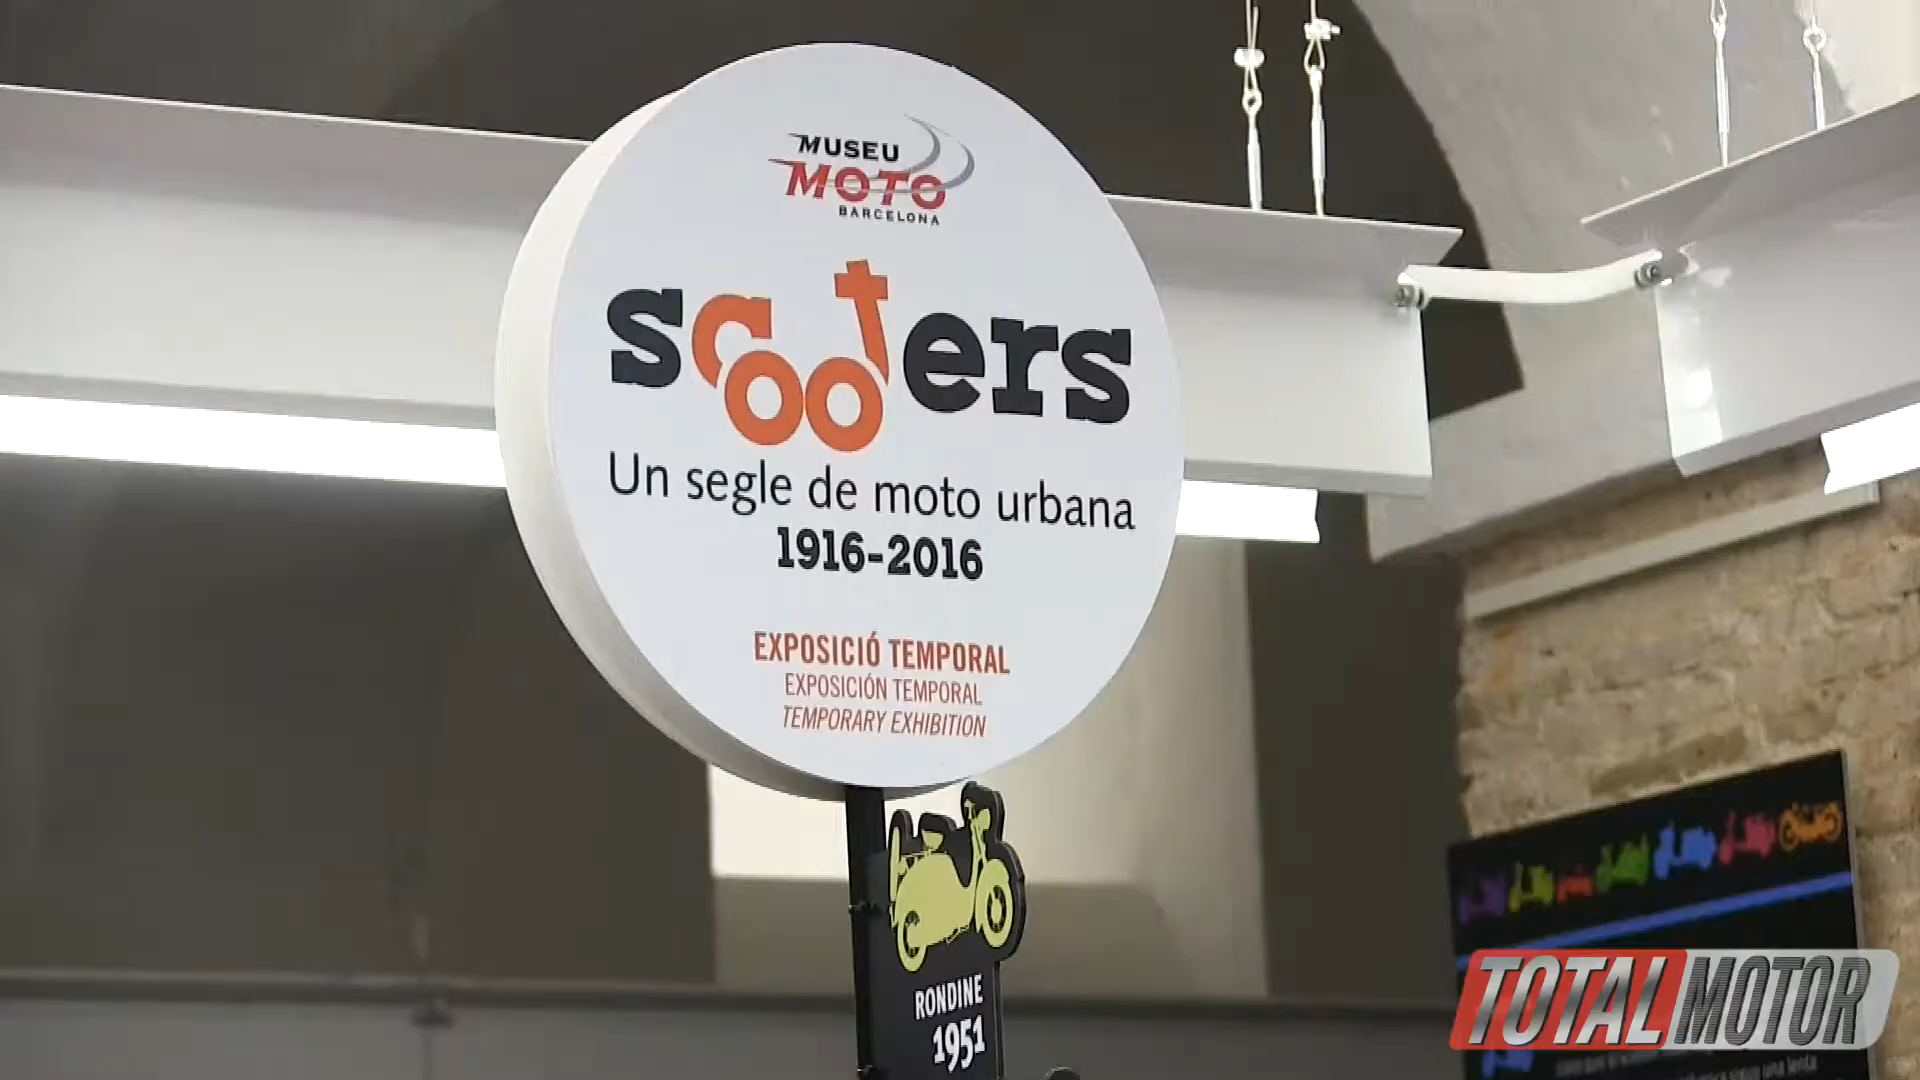 MUSEU
MOTO
BARCELONA
scooters
Un segle de moto urbana
1916-2016
EXPOSICIÓ TEMPORAL
EXPOSICIÓN TEMPORAL
TEMPORARY EXHIBITION
RONDINE
1951
TOTALMOTOR